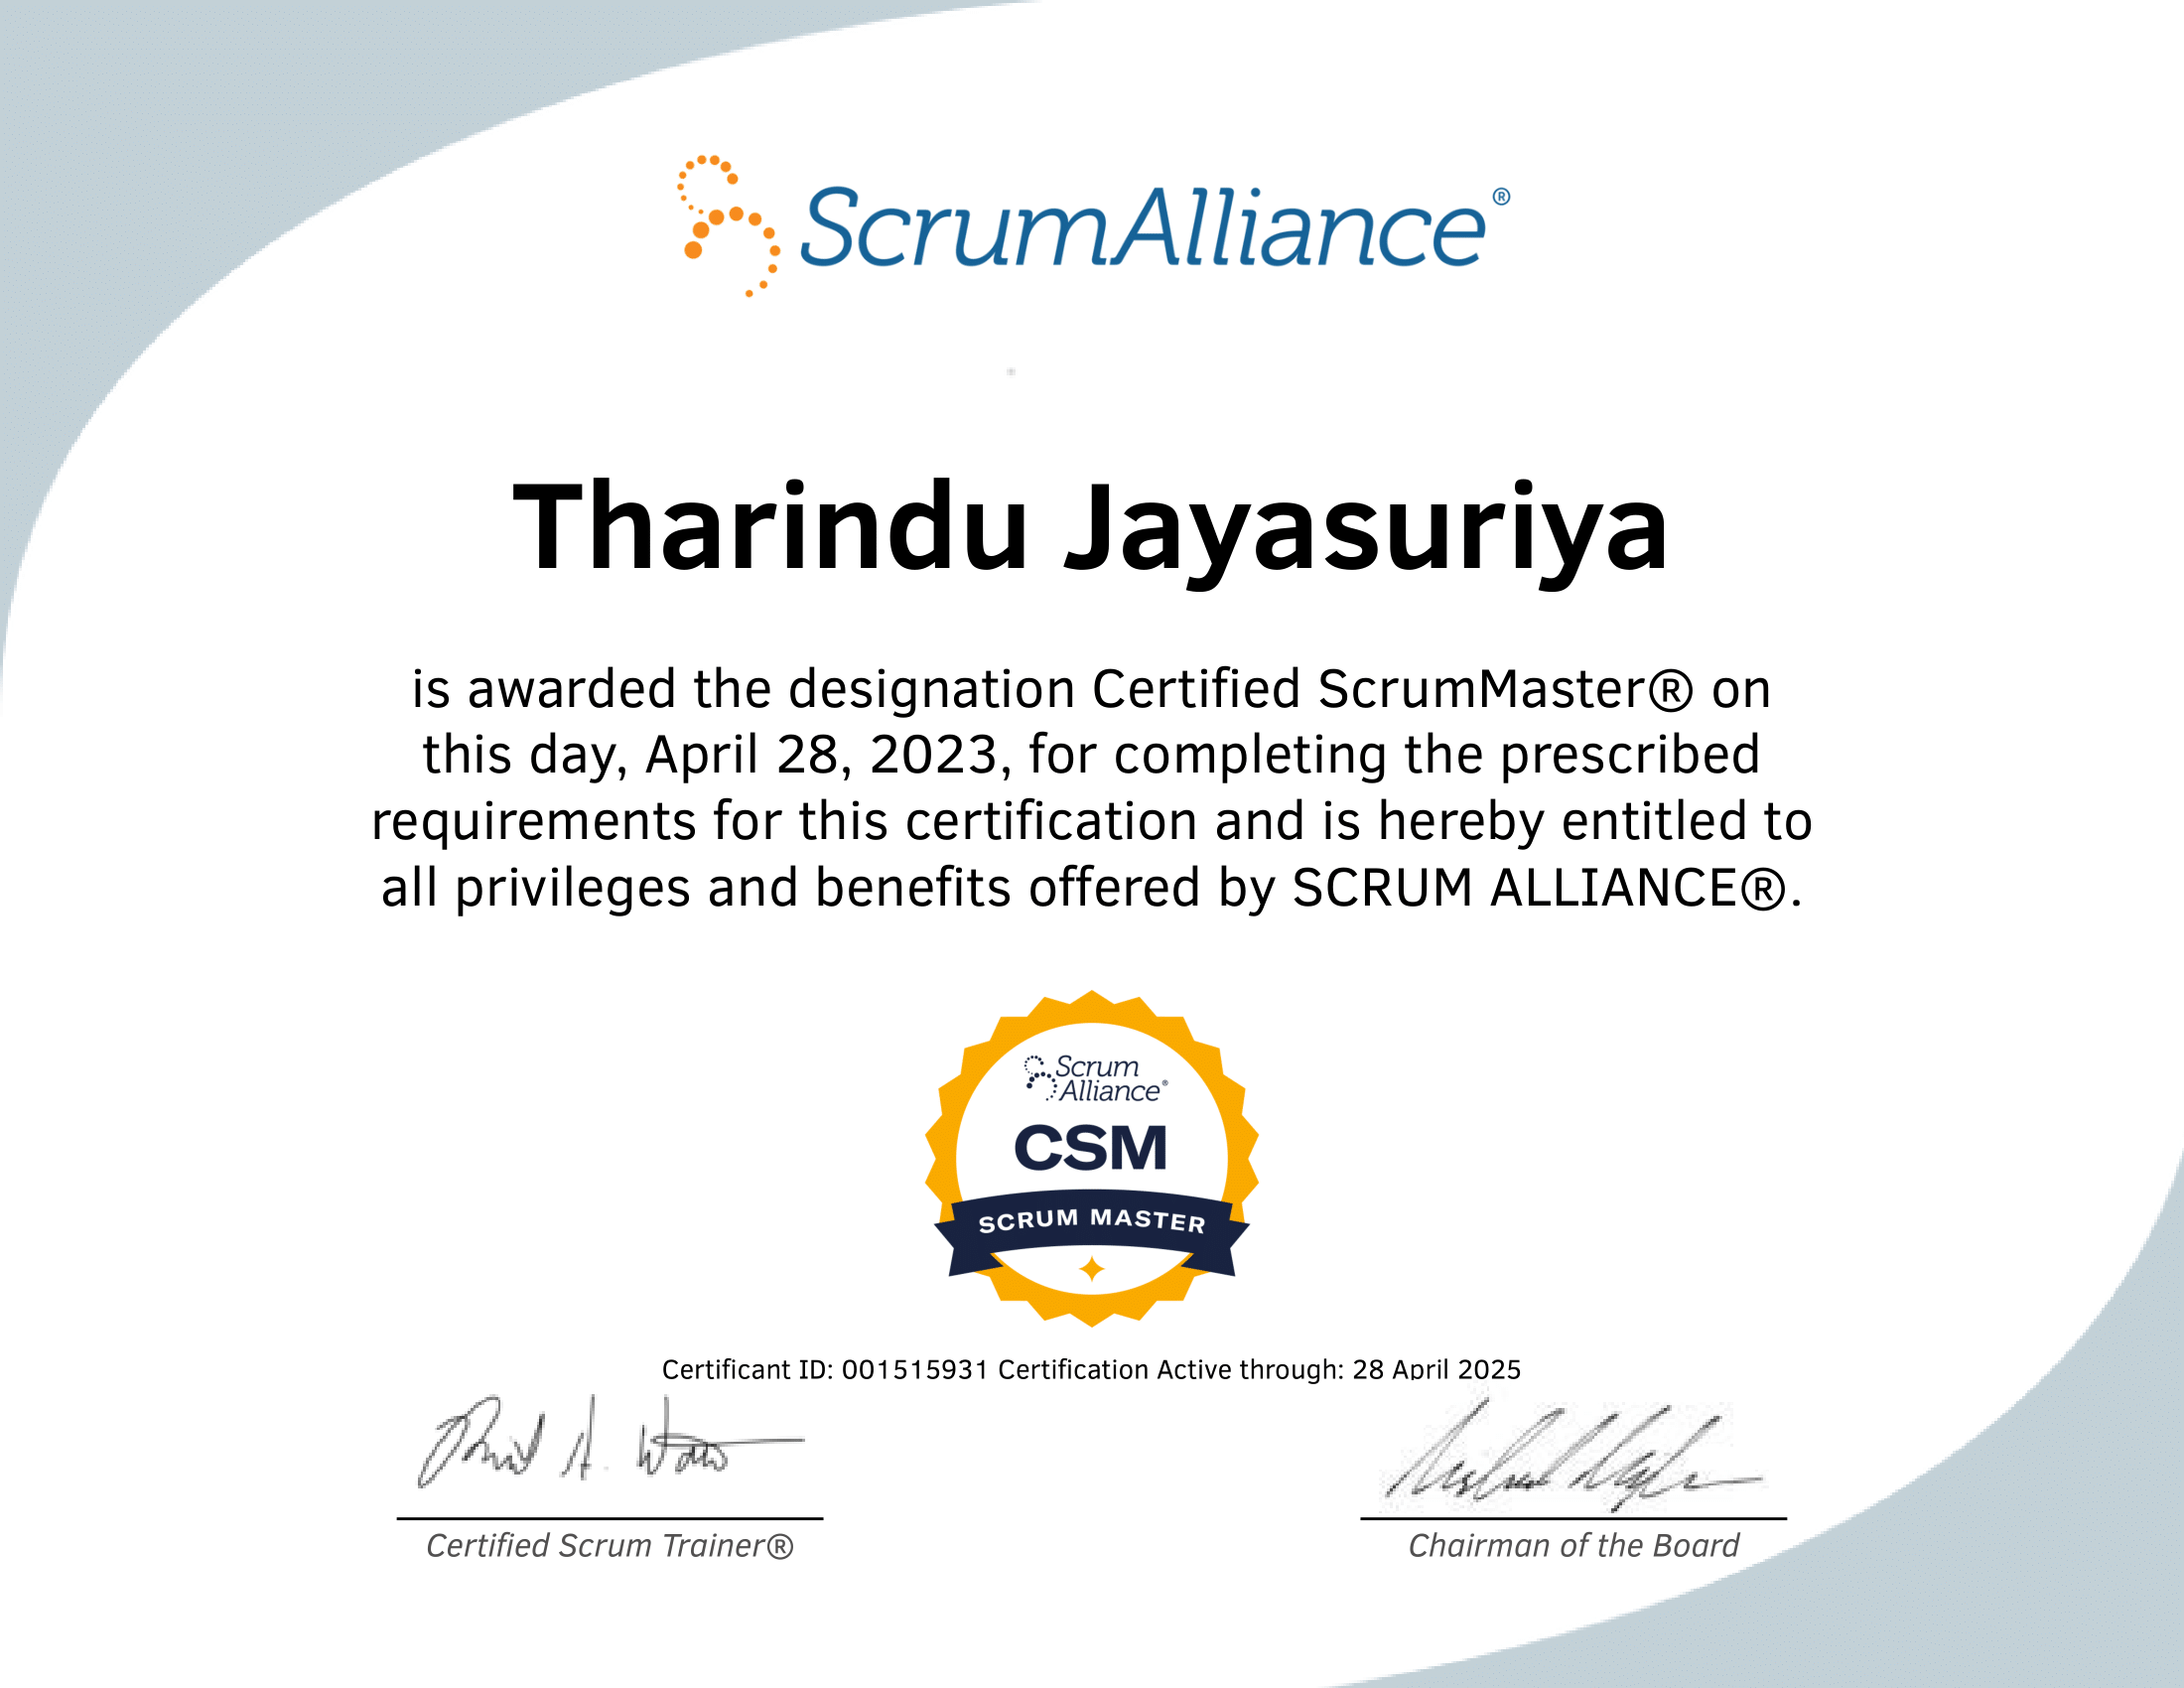 ScrumAlliance®
Tharindu Jayasuriya
is awarded the designation Certified ScrumMaster® on
this day, April 28, 2023, for completing the prescribed
requirements for this certification and is hereby entitled to
all privileges and benefits offered by SCRUM ALLIANCE®.
Scrum
Alliance®
CSM
SCRUM MASTER
Certificant ID: 001515931 Certification Active through: 28 April 2025
Certified Scrum Trainer®
Chairman of the Board